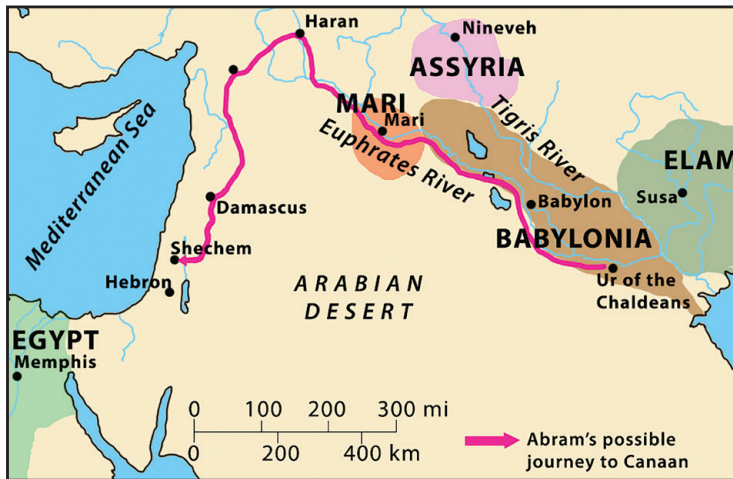 Haran
Nineveh
ASSYRIA
MARI
Mari
Tigris River
Euphrates River
ELAM
Susa
Mediterranean Sea
Damascus
Babylon
BABYLONIA
Shechem
Hebron
ARABIAN
DESERT
Ur of the
Chaldeans
EGYPT
Memphis
0 100 200 300 mi
0 200 400 km
Abram's possible
journey to Canaan